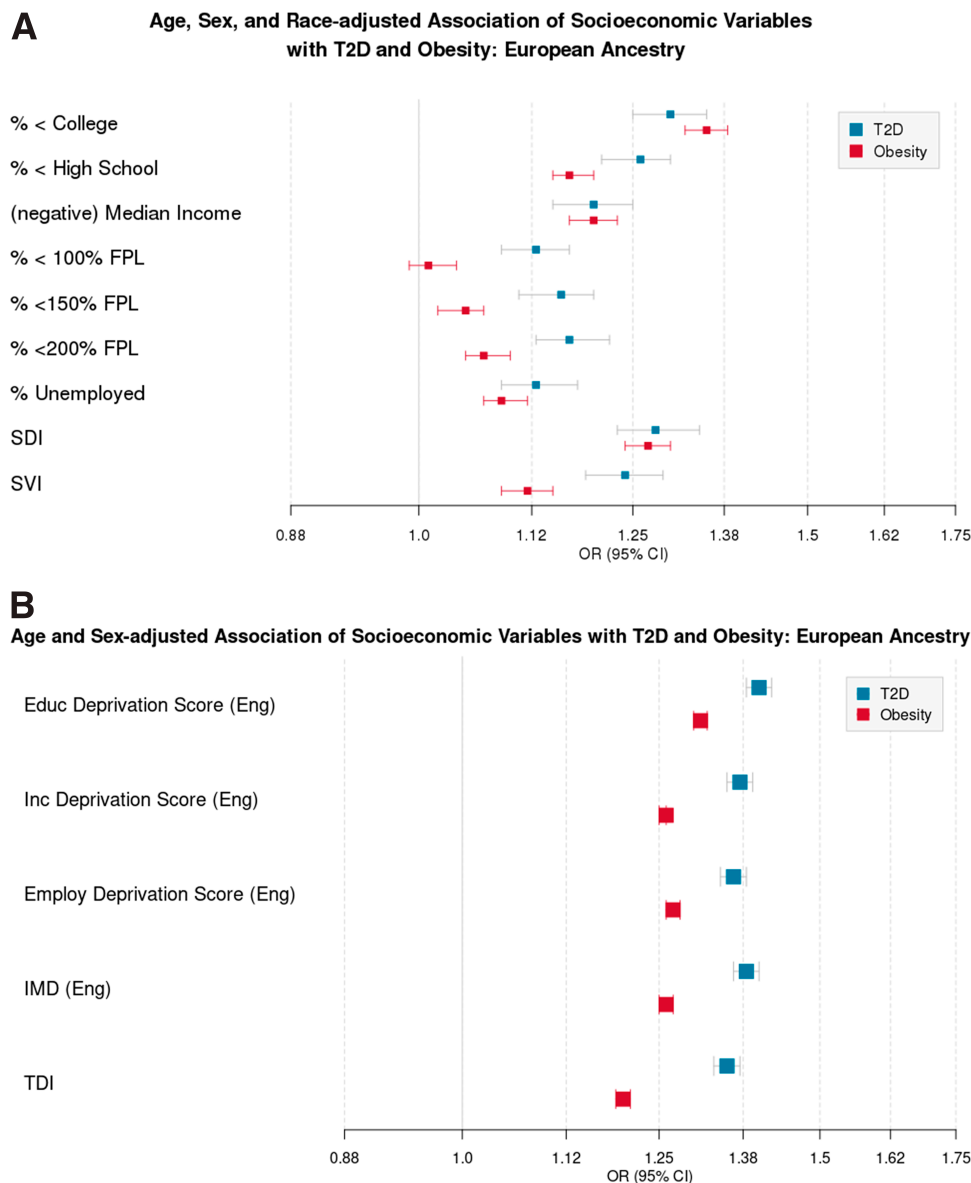 A
Age, Sex, and Race-adjusted Association of Socioeconomic Variables
with T2D and Obesity: European Ancestry
% < College
% < High School
(negative) Median Income
% < 100% FPL
% <150% FPL
% <200% FPL
% Unemployed
SDI
SVI
T2D
Obesity
0.88 1.0 1.12 1.25 1.38 1.5 1.62 1.75
OR (95% CI)
B
Age and Sex-adjusted Association of Socioeconomic Variables with T2D and Obesity: European Ancestry
Educ Deprivation Score (Eng)
Inc Deprivation Score (Eng)
Employ Deprivation Score (Eng)
IMD (Eng)
TDI
T2D
Obesity
0.88 1.0 1.12 1.25 1.38 1.5 1.62 1.75
OR (95% CI)